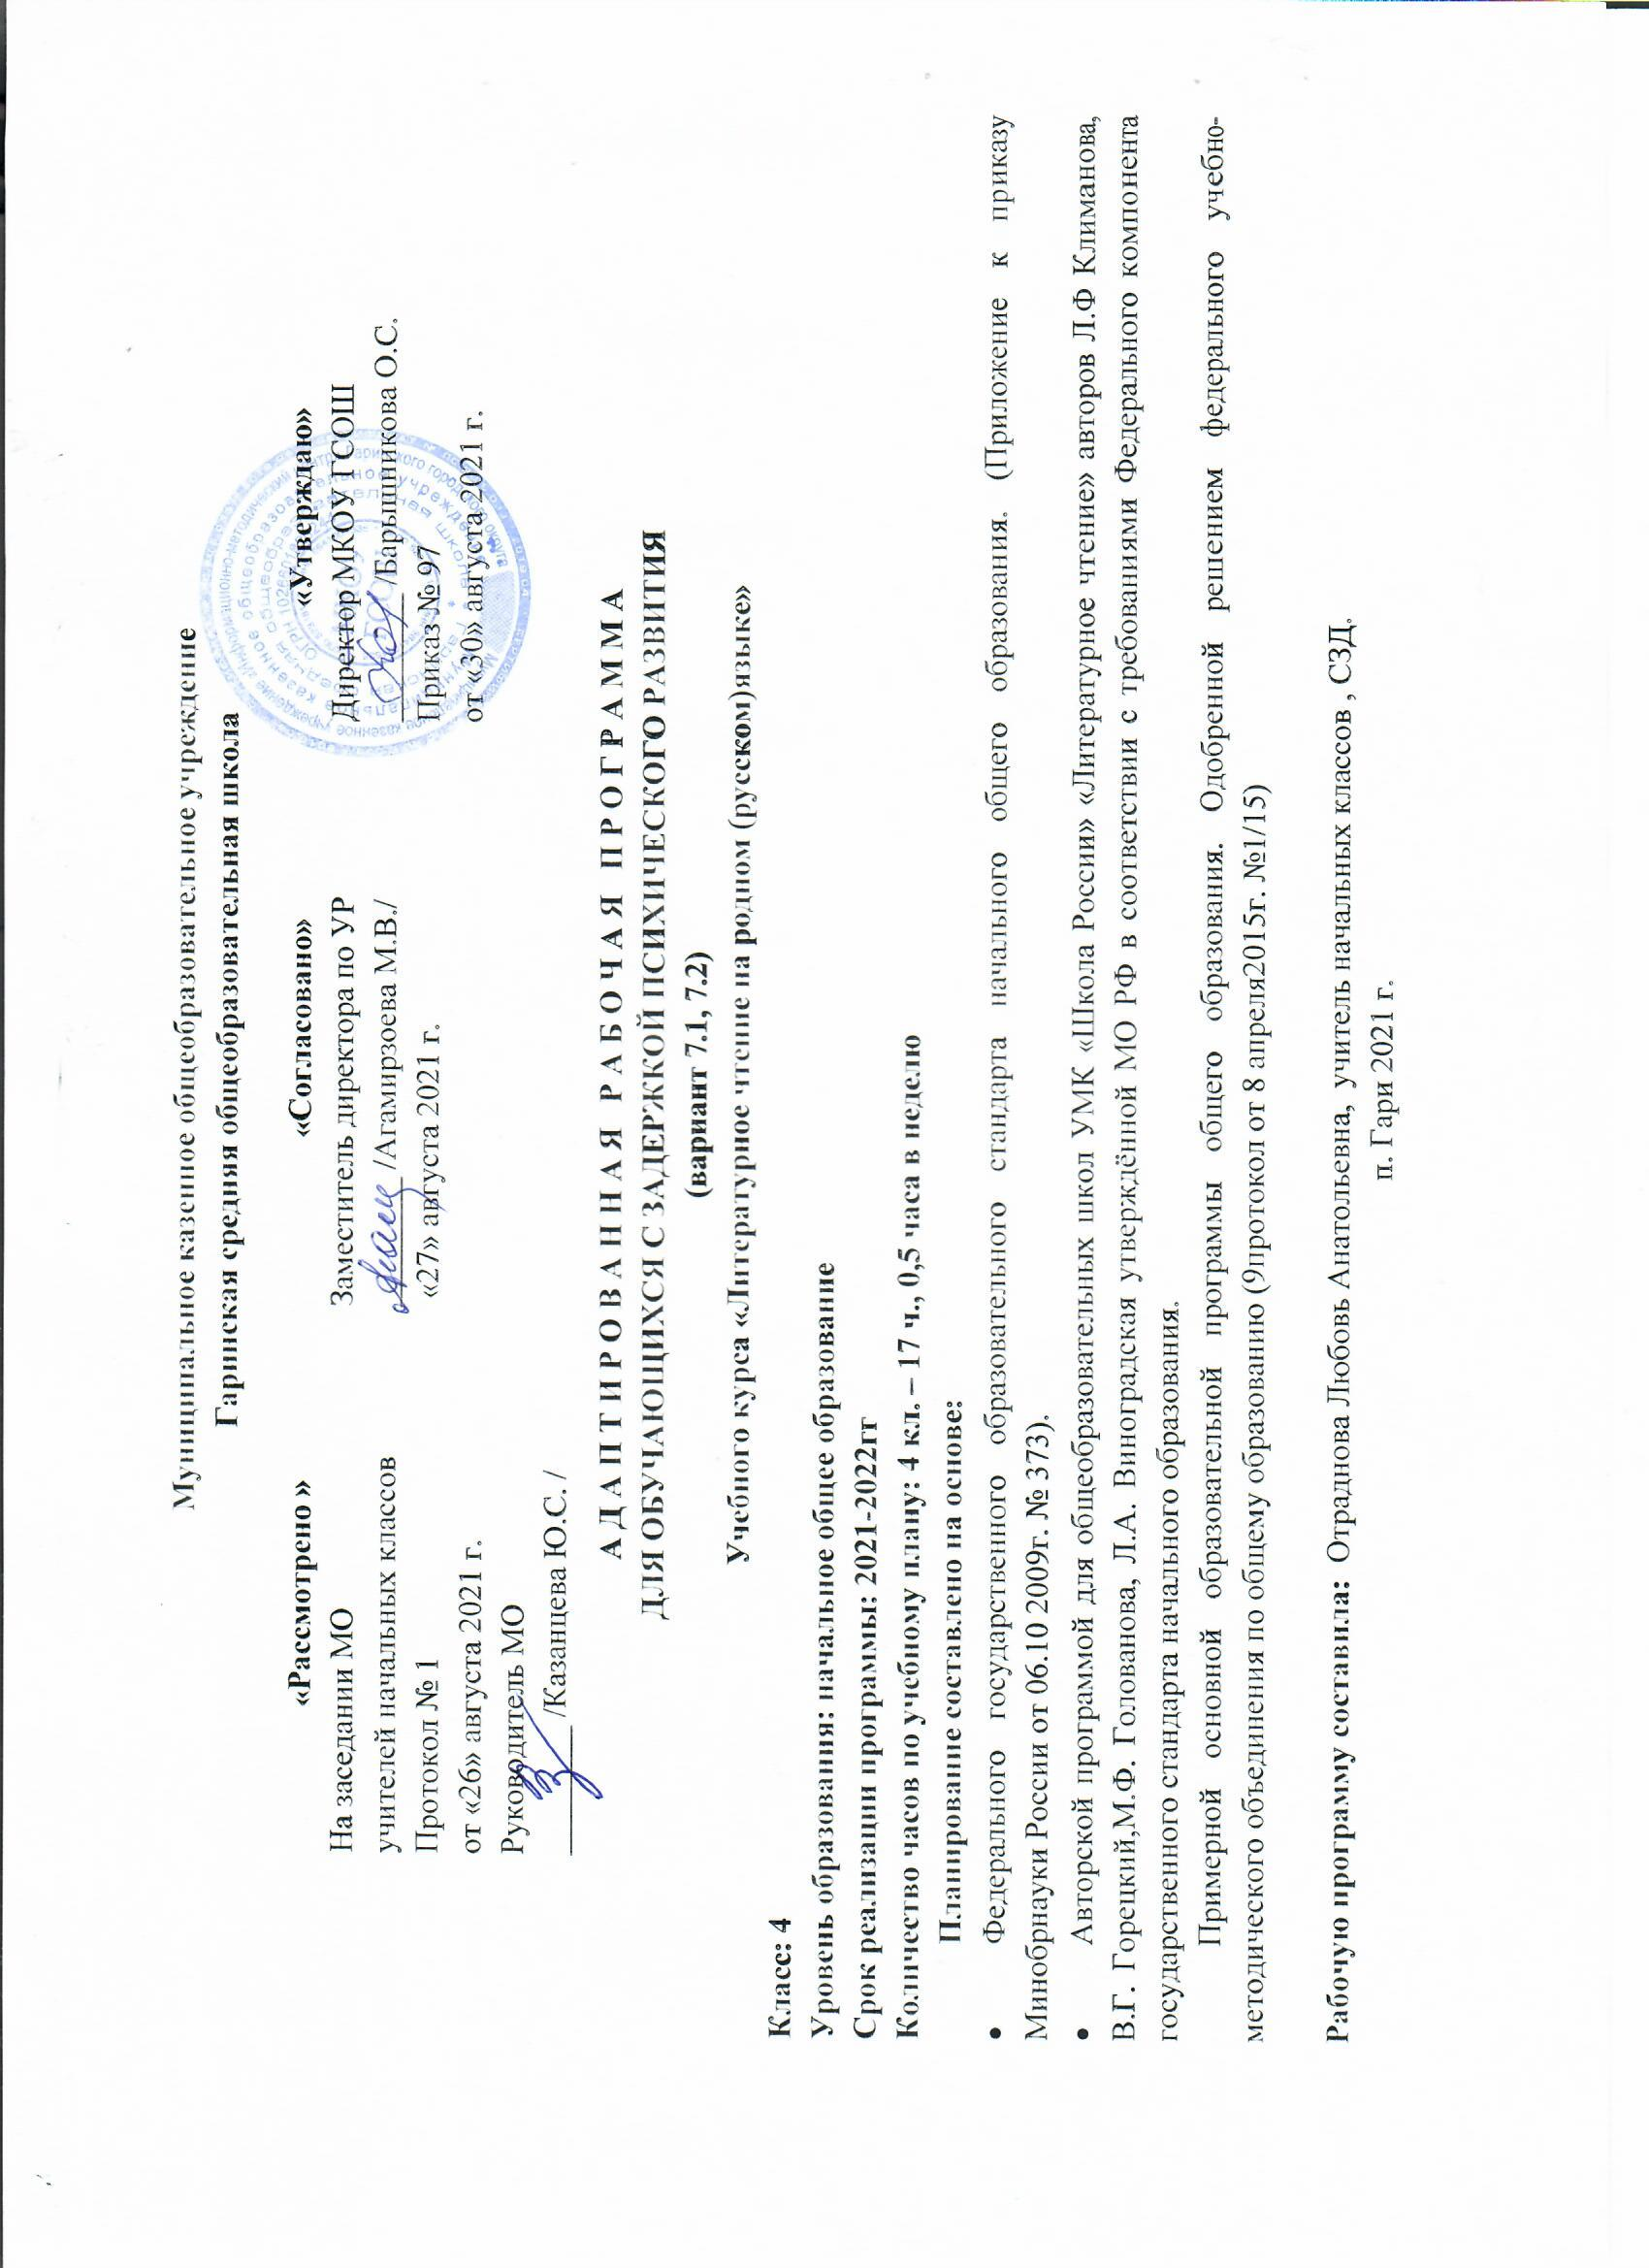 Муниципальное казенное общеобразовательное учреждение
Гаринская средняя общеобразовательная школа
«Рассмотрено »
На заседании МО
учителей начальных классов
Протокол № 1
от «26» августа 2021 г.
Руководитель МО
/Казанцева Ю.С. /
«Согласовано»
Заместитель директора по УР
/Агамирзоева М.В./
«27» августа 2021 г.
«Утверждаю»
Директор МКОУ ГСОШ
/Барышникова О.С.
Приказ № 97
от «30» августа 2021 г.
А Д А П Т И Р О В А Н Н А Я Р А Б О Ч А Я П Р О Г Р А М М А
ДЛЯ ОБУЧАЮЩИХСЯ С ЗАДЕРЖКОЙ ПСИХИЧЕСКОГО РАЗВИТИЯ
(вариант 7.1, 7.2)
Учебного курса «Литературное чтение на родном (русском)языке»
Класс: 4
Уровень образования: начальное общее образование
Срок реализации программы: 2021-2022гг
Количество часов по учебному плану: 4 кл. – 17 ч., 0,5 часа в неделю
Планирование составлено на основе:
• Федерального государственного образовательного стандарта начального общего образования. (Приложение к приказу
Минобрнауки России от 06.10 2009г. № 373).
• Авторской программой для общеобразовательных школ УМК «Школа России» «Литературное чтение» авторов Л.Ф Климанова,
В.Г. Горецкий,М.Ф. Голованова, Л.А. Виноградская утверждённой МО РФ в соответствии с требованиями Федерального компонента
государственного стандарта начального образования.
Примерной основной образовательной программы общего образования. Одобренной решением федерального учебно-
методического объединения по общему образованию (9протокол от 8 апреля2015г. №1/15)
Рабочую программу составила: Отраднова Любовь Анатольевна, учитель начальных классов , СЗД.
п. Гари 2021 г.